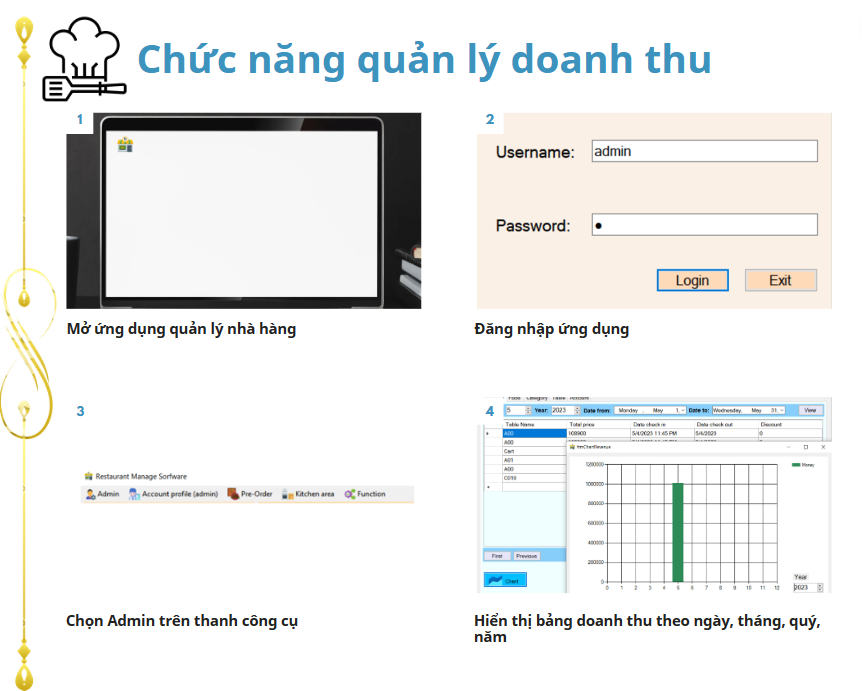 Chức năng quản lý doanh thu
1
Mở ứng dụng quản lý nhà hàng
2
Username: admin
Password: ●
Login Exit
Đăng nhập ứng dụng
3
Restaurant Manage Sorfware
Admin Account profile (admin) Pre-Order Kitchen area Function
Chọn Admin trên thanh công cụ
4
Food Category Table Account
5 Year: 2023 Date from: Monday , May 1, Date to: Wednesday, May 31, View
Table Name Total price Date check in Date check out Discount
A00 108900 5/4/2023 11:45 PM 5/4/2023 0
A00
Cart
A01
A00
C010
First Previous
Chart
frmChartRevenue
Money
1200000
1000000
800000
600000
400000
200000
0
0 1 2 3 4 5 6 7 8 9 10 11 12
Year
2023
Hiển thị bảng doanh thu theo ngày, tháng, quý,
năm